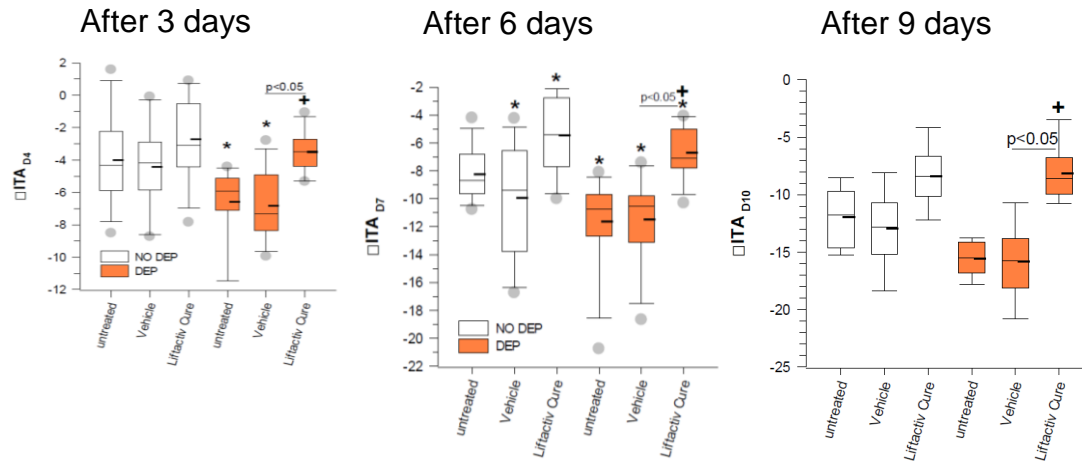 After 3 days
4
2
0
-2
-4
-6
-8
-10
-12
□ITA D4
p<0.05
+
*
*
NO DEP
DEP
untreated
Vehicle
Liftactiv Cure
untreated
Vehicle
Liftactiv Cure
After 6 days
-2
-4
-6
-8
-10
-12
-14
-16
-18
-20
-22
□ITA D7
*
*
*
*
p<0.05
+
*
NO DEP
DEP
untreated
Vehicle
Liftactiv Cure
untreated
Vehicle
Liftactiv Cure
After 9 days
0
-5
-10
-15
-20
-25
□ITA D10
+
p<0.05
untreated
Vehicle
Liftactiv Cure
untreated
Vehicle
Liftactiv Cure